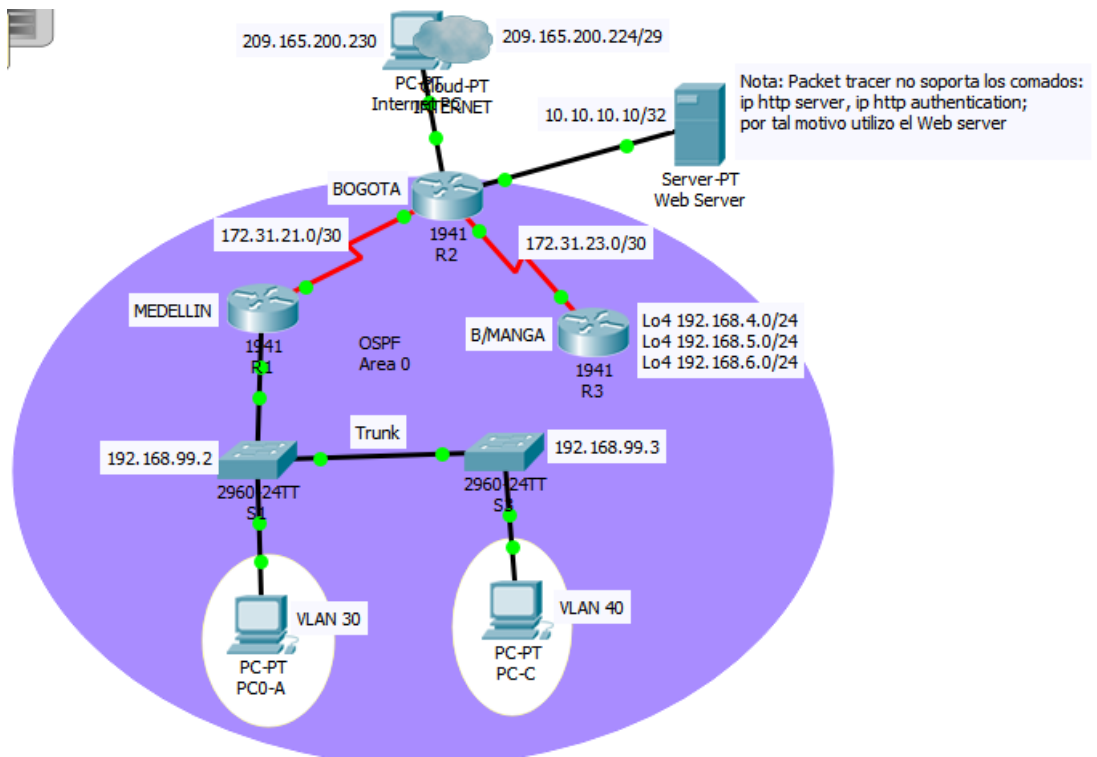 209.165.200.230
209.165.200.224/29
PC-PT
Cloud-PT
Internet PC
INTERNET
Nota: Packet tracer no soporta los comados:
ip http server, ip http authentication;
por tal motivo utilizo el Web server
10.10.10.10/32
Server-PT
Web Server
BOGOTA
1941
R2
172.31.21.0/30
172.31.23.0/30
MEDELLIN
1941
R1
OSPF
Area 0
B/MANGA
1941
R3
Lo4 192.168.4.0/24
Lo4 192.168.5.0/24
Lo4 192.168.6.0/24
Trunk
192.168.99.2
2960-24TT
S1
192.168.99.3
2960-24TT
S3
VLAN 30
PC-PT
PC0-A
VLAN 40
PC-PT
PC-C